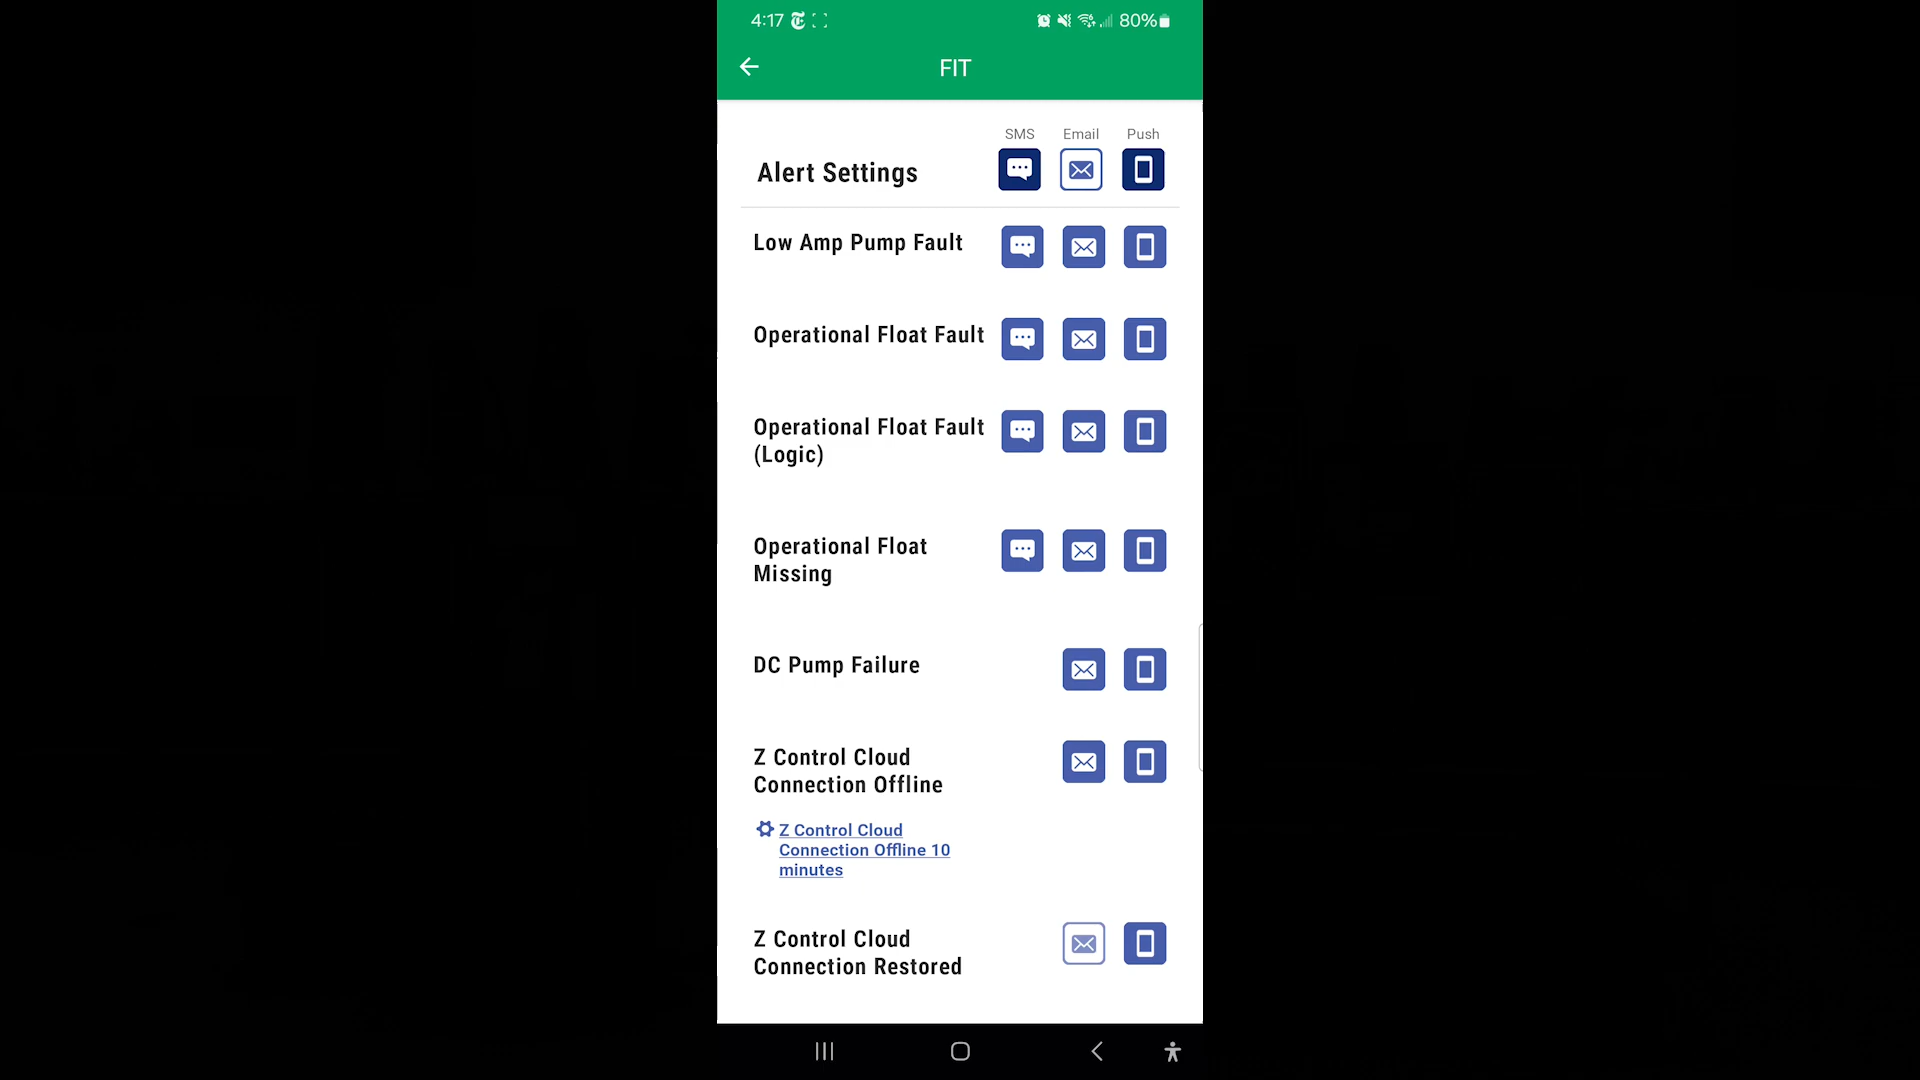 4:17 80%
FIT
SMS Email Push
Alert Settings
Low Amp Pump Fault
Operational Float Fault
Operational Float Fault
(Logic)
Operational Float
Missing
DC Pump Failure
Z Control Cloud
Connection Offline
Z Control Cloud
Connection Offline 10
minutes
Z Control Cloud
Connection Restored